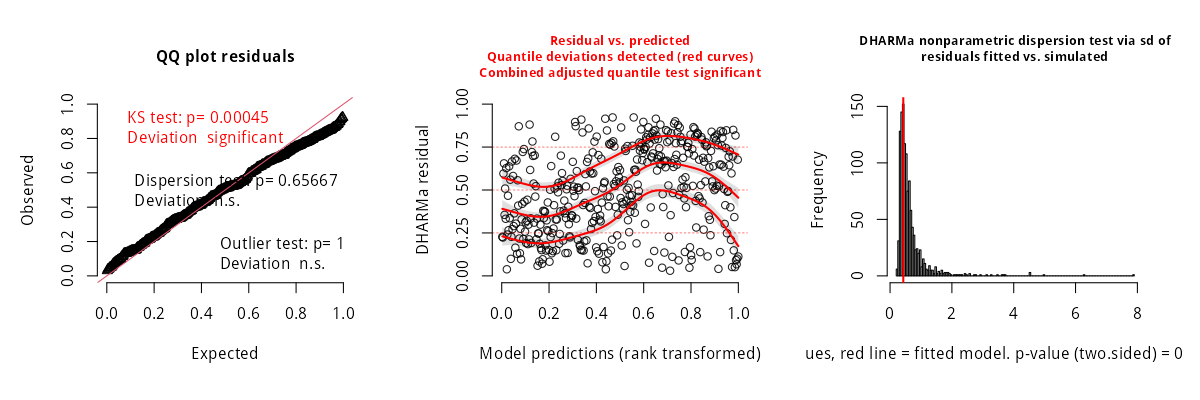 QQ plot residuals
KS test: p= 0.00045
Deviation significant
Dispersion test: p= 0.65667
Deviation n.s.
Outlier test: p= 1
Deviation n.s.
Observed
0.0 0.2 0.4 0.6 0.8 1.0
0.0 0.2 0.4 0.6 0.8 1.0
Expected
Residual vs. predicted
Quantile deviations detected (red curves)
Combined adjusted quantile test significant
DHARMa residual
0.00 0.25 0.50 0.75 1.00
0.0 0.2 0.4 0.6 0.8 1.0
Model predictions (rank transformed)
DHARMa nonparametric dispersion test via sd of
residuals fitted vs. simulated
Frequency
0 50 100 150
0.0 2 4 6 8
ues, red line = fitted model. p-value (two.sided) = 0